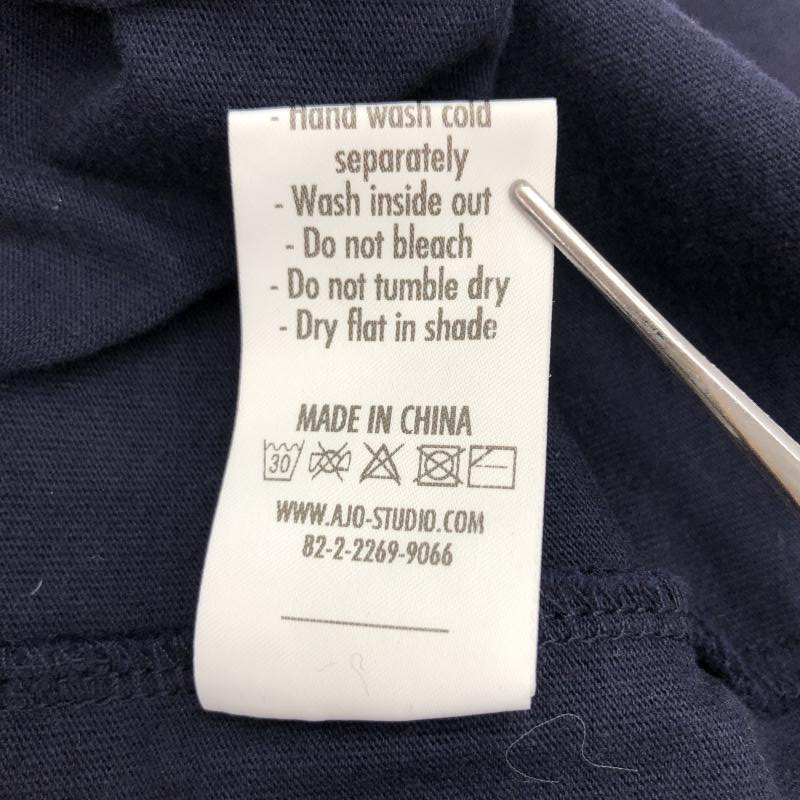 - Hand wash cold
separately
- Wash inside out
- Do not bleach
- Do not tumble dry
- Dry flat in shade
MADE IN CHINA
30
WWW.AJO-STUDIO.COM
82-2-2269-9066